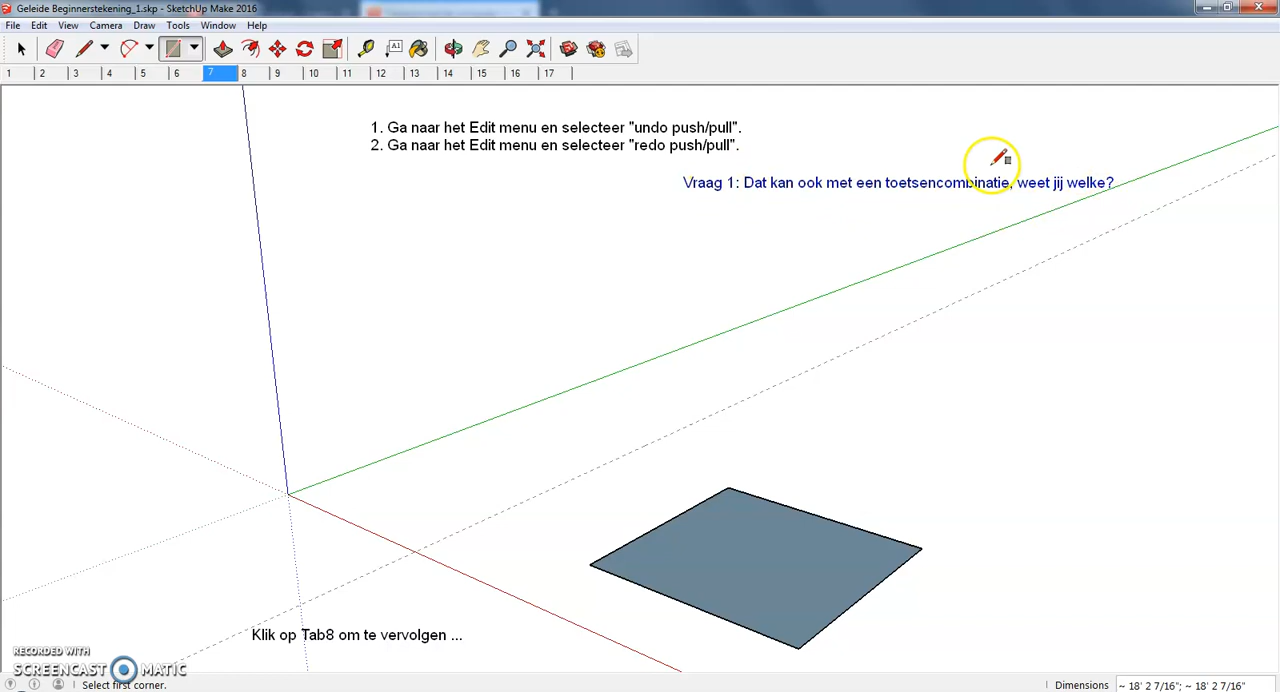 Geleide Beginnerstekening_1.skp - SketchUp Make 2016
File Edit View Camera Draw Tools Window Help
A1
1 2 3 4 5 6 7 8 9 10 11 12 13 14 15 16 17
1. Ga naar het Edit menu en selecteer "undo push/pull".
2. Ga naar het Edit menu en selecteer "redo push/pull".
Vraag 1: Dat kan ook met een toetsencombinatie, weet jij welke?
Klik op Tab8 om te vervolgen ...
RECORDED WITH
SCREENCAST MATIC
Select first corner.
Dimensions ~ 18' 2 7/16"; ~ 18' 2 7/16"